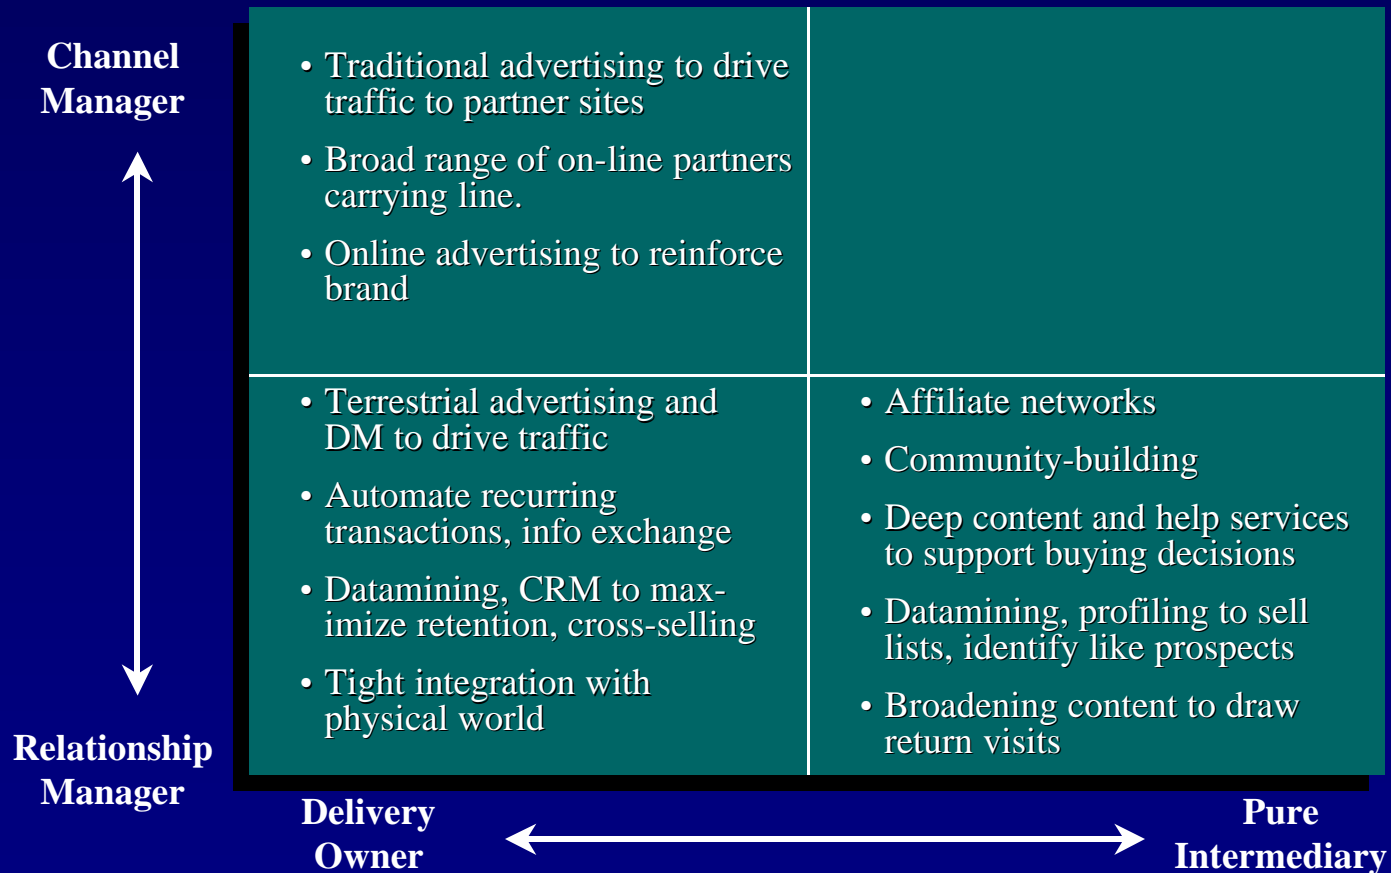 Channel
Manager
• Traditional advertising to drive
traffic to partner sites
• Broad range of on-line partners
carrying line.
• Online advertising to reinforce
brand
• Terrestrial advertising and
DM to drive traffic
• Automate recurring
transactions, info exchange
• Datamining, CRM to max-
imize retention, cross-selling
• Tight integration with
physical world
• Affiliate networks
• Community-building
• Deep content and help services
to support buying decisions
• Datamining, profiling to sell
lists, identify like prospects
• Broadening content to draw
return visits
Relationship
Manager
Delivery
Owner
Pure
Intermediary